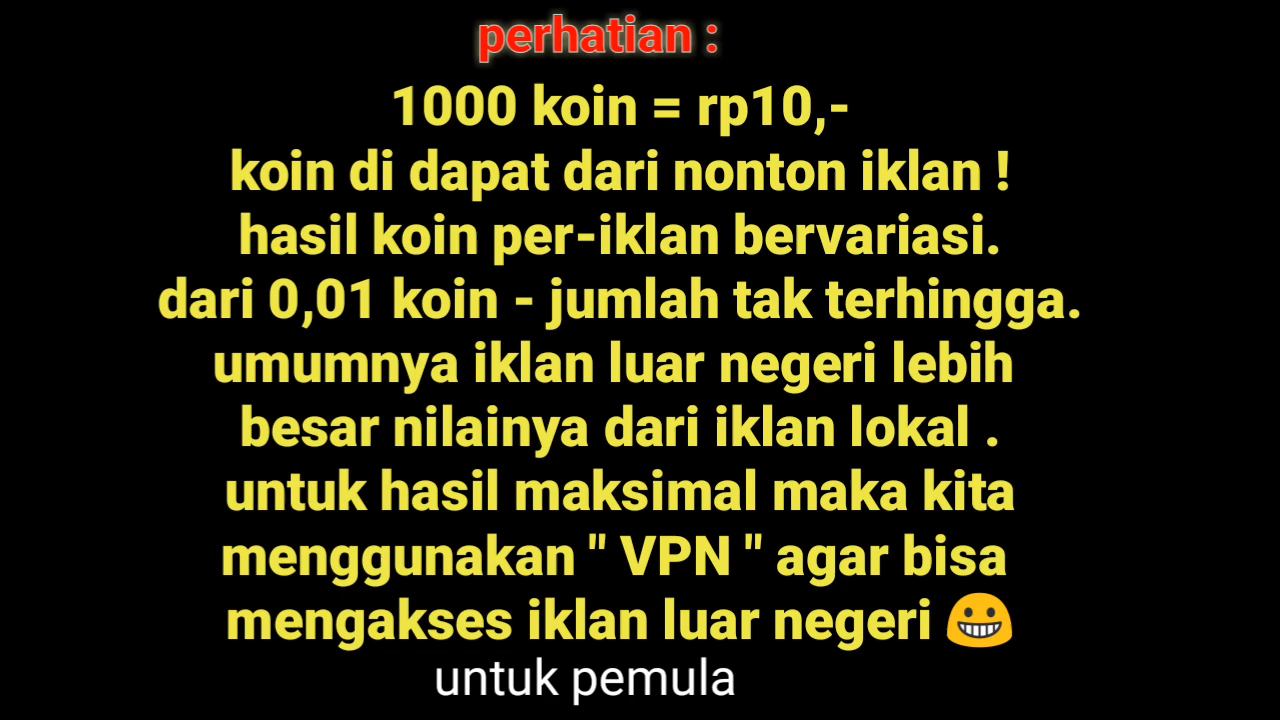 perhatian :
1000 koin = rp10,-
koin di dapat dari nonton iklan !
hasil koin per-iklan bervariasi.
dari 0,01 koin - jumlah tak terhingga.
umumnya iklan luar negeri lebih
besar nilainya dari iklan lokal .
untuk hasil maksimal maka kita
menggunakan " VPN " agar bisa
mengakses iklan luar negeri 😀
untuk pemula